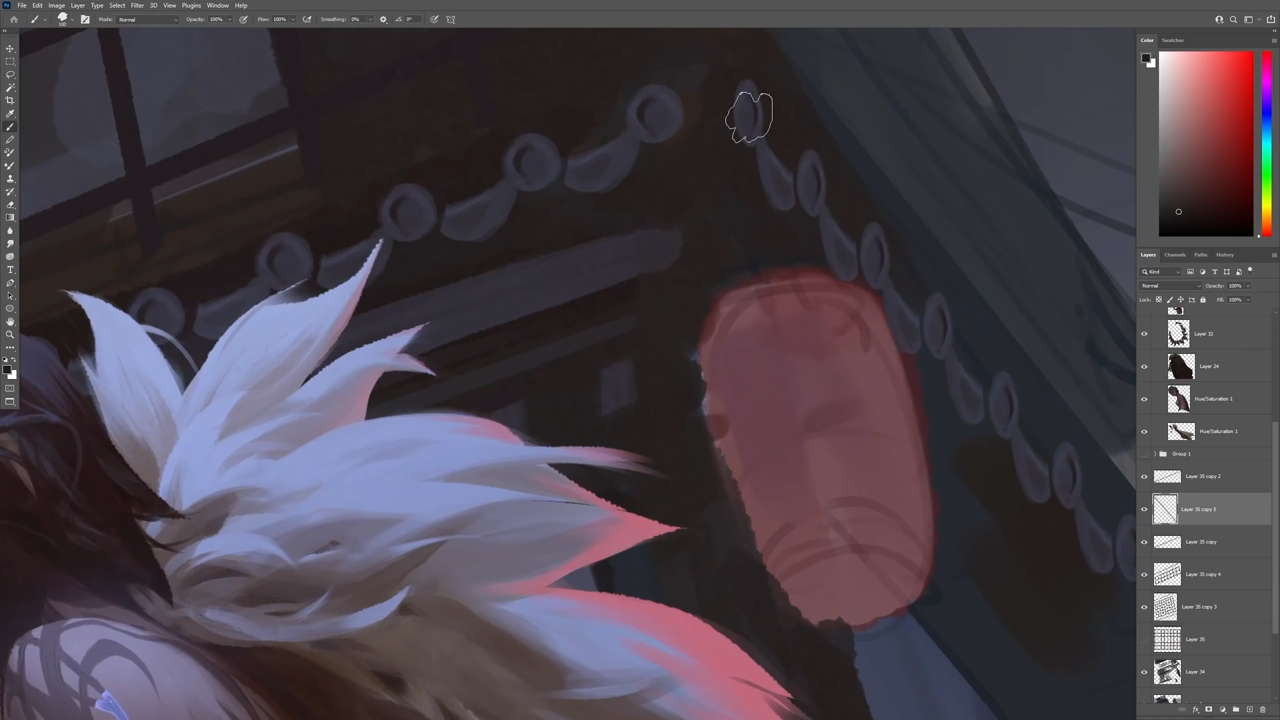 File Edit Image Layer Type Select Filter 3D View Plugins Window Help
Mode: Normal Opacity: 100% Flow: 100% Smoothing: 0% 0°
Color Swatches
Layers Channels Paths History
Kind
Normal Opacity: 100%
Lock: Fill: 100%
Layer 32
Layer 24
Hue/Saturation 1
Hue/Saturation 1
Group 1
Layer 35 copy 2
Layer 35 copy 5
Layer 35 copy
Layer 35 copy 4
Layer 35 copy 3
Layer 35
Layer 34